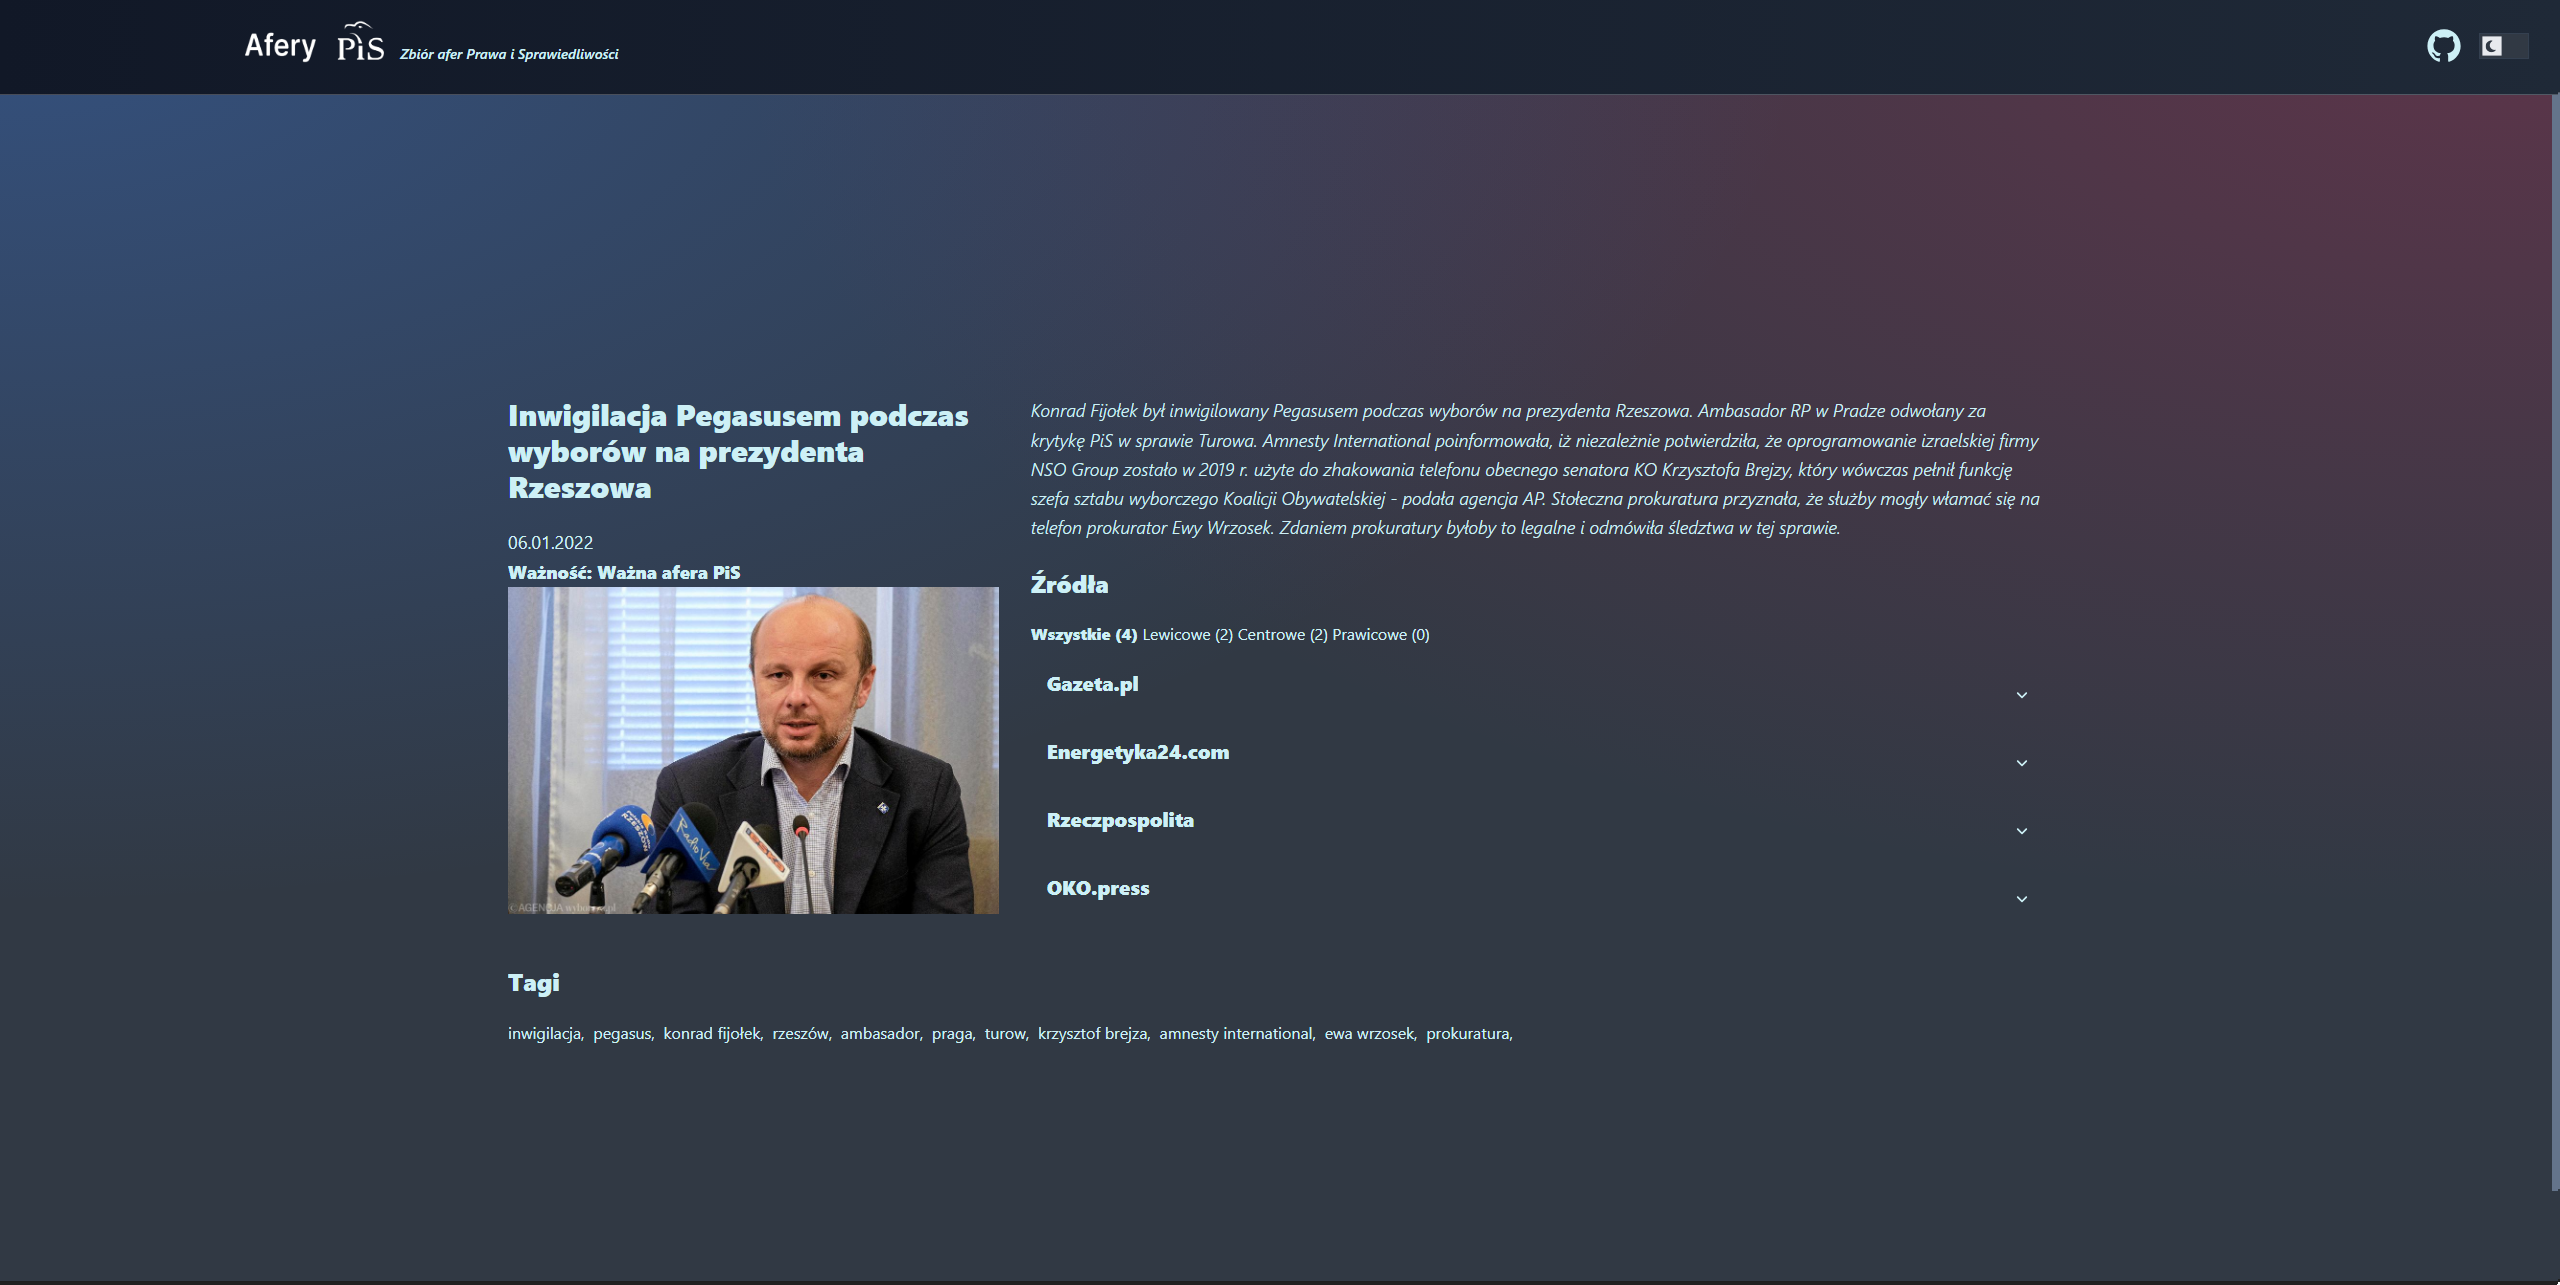 Afery PiS Zbiór afer Prawa i Sprawiedliwości
Inwigilacja Pegasusem podczas
wyborów na prezydenta
Rzeszowa
06.01.2022
Ważność: Ważna afera PiS
RZESZÓW
Radio Via
© AGENCJA
Konrad Fijołek był inwigilowany Pegasusem podczas wyborów na prezydenta Rzeszowa. Ambasador RP w Pradze odwołany za
krytykę PiS w sprawie Turowa. Amnesty International poinformowała, iż niezależnie potwierdziła, że oprogramowanie izraelskiej firmy
NSO Group zostało w 2019 r. użyte do zhakowania telefonu obecnego senatora KO Krzysztofa Brejzy, który wówczas pełnił funkcję
szefa sztabu wyborczego Koalicji Obywatelskiej - podała agencja AP. Stołeczna prokuratura przyznała, że służby mogły włamać się na
telefon prokurator Ewy Wrzosek. Zdaniem prokuratury byłoby to legalne i odmówiła śledztwa w tej sprawie.
Źródła
Wszystkie (4) Lewicowe (2) Centrowe (2) Prawicowe (0)
Gazeta.pl
Energetyka24.com
Rzeczpospolita
OKO.press
Tagi
inwigilacja, pegasus, konrad fijołek, rzeszów, ambasador, praga, turow, krzysztof brejza, amnesty international, ewa wrzosek, prokuratura,